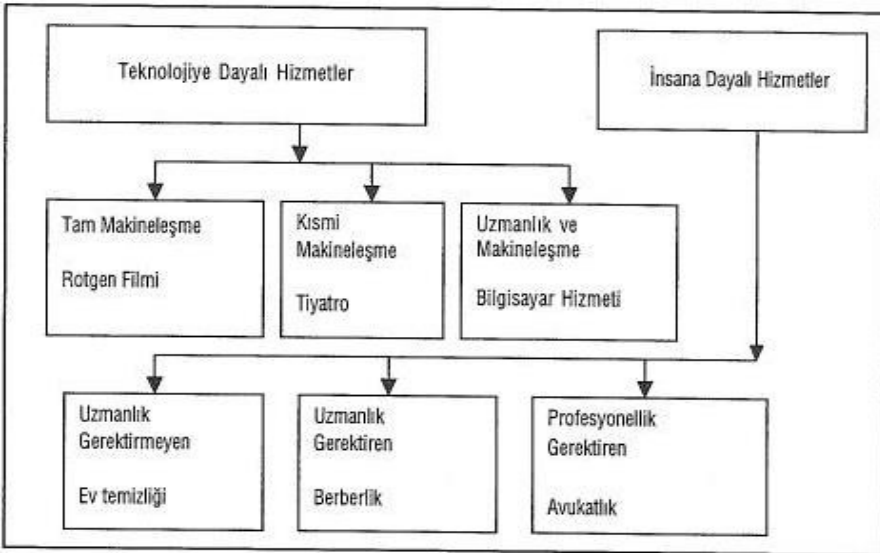 Teknolojiye Dayalı Hizmetler
İnsana Dayalı Hizmetler
Tam Makineleşme
Rotgen Filmi
Kısmi
Makineleşme
Tiyatro
Uzmanlık ve
Makineleşme
Bilgisayar Hizmeti
Uzmanlık
Gerektirmeyen
Ev temizliği
Uzmanlık
Gerektiren
Berberlik
Profesyonellik
Gerektiren
Avukatlık